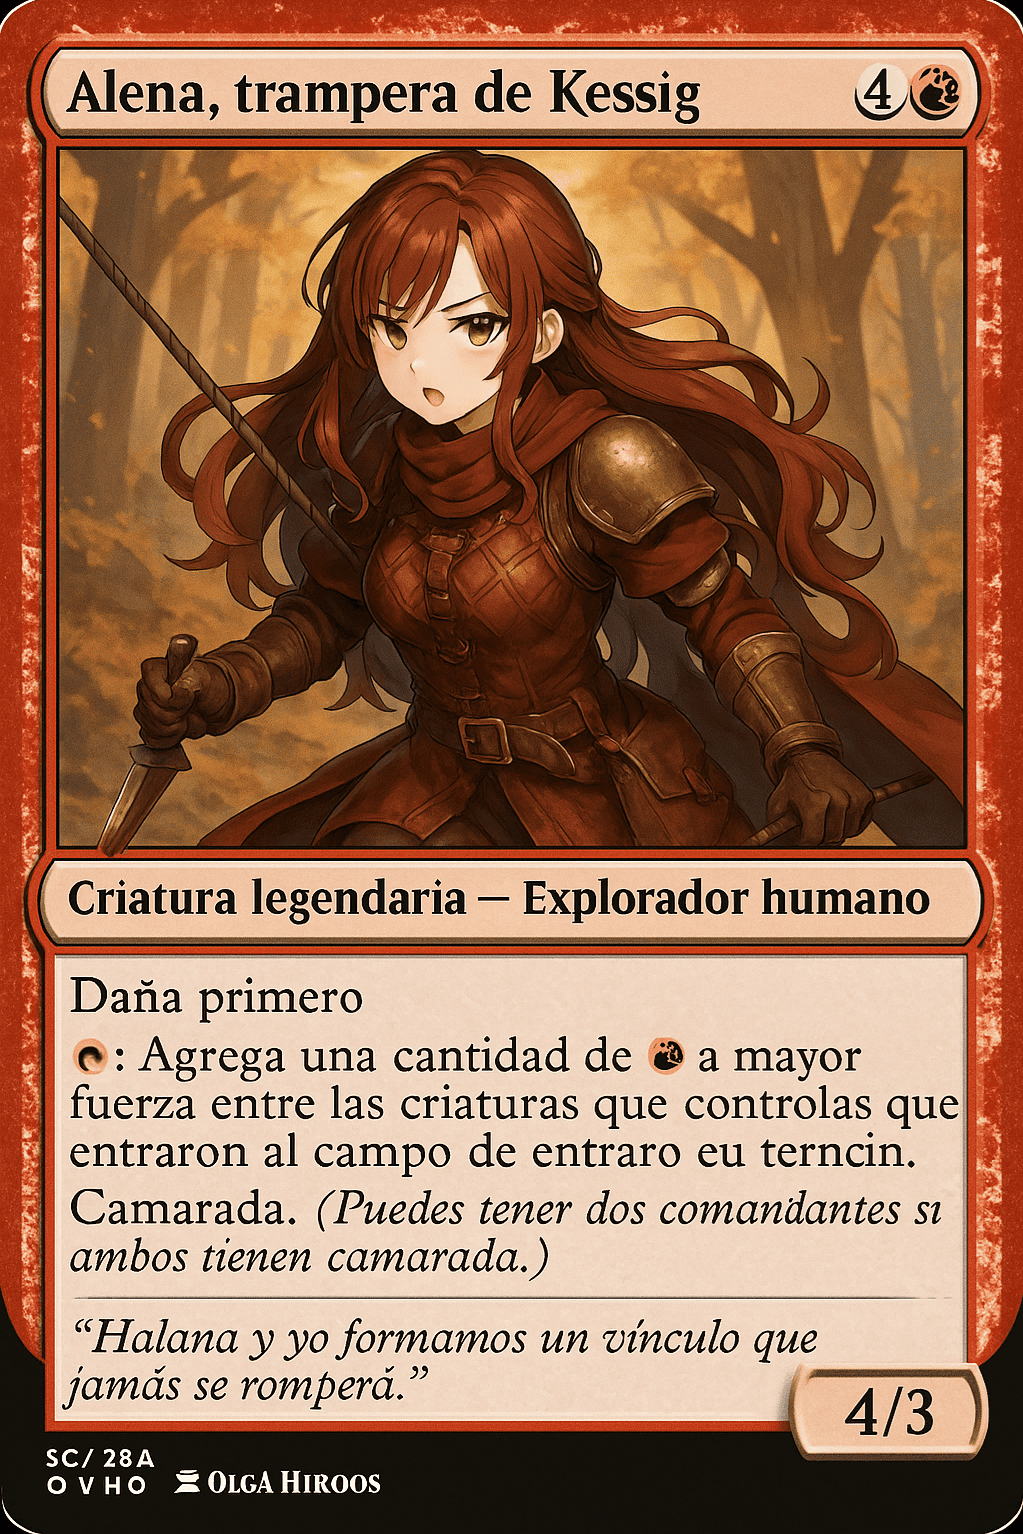 Alena, trampera de Kessig 4
Criatura legendaria — Explorador humano
Daña primero
: Agrega una cantidad de a mayor
fuerza entre las criaturas que controlas que
entraron al campo de entraro eu terncin.
Camarada. (Puedes tener dos comandantes si
ambos tienen camarada.)
“Halana y yo formamos un vínculo que
jamás se romperá.”
4/3
SC/ 28A
OVHO OLGA HIROOS